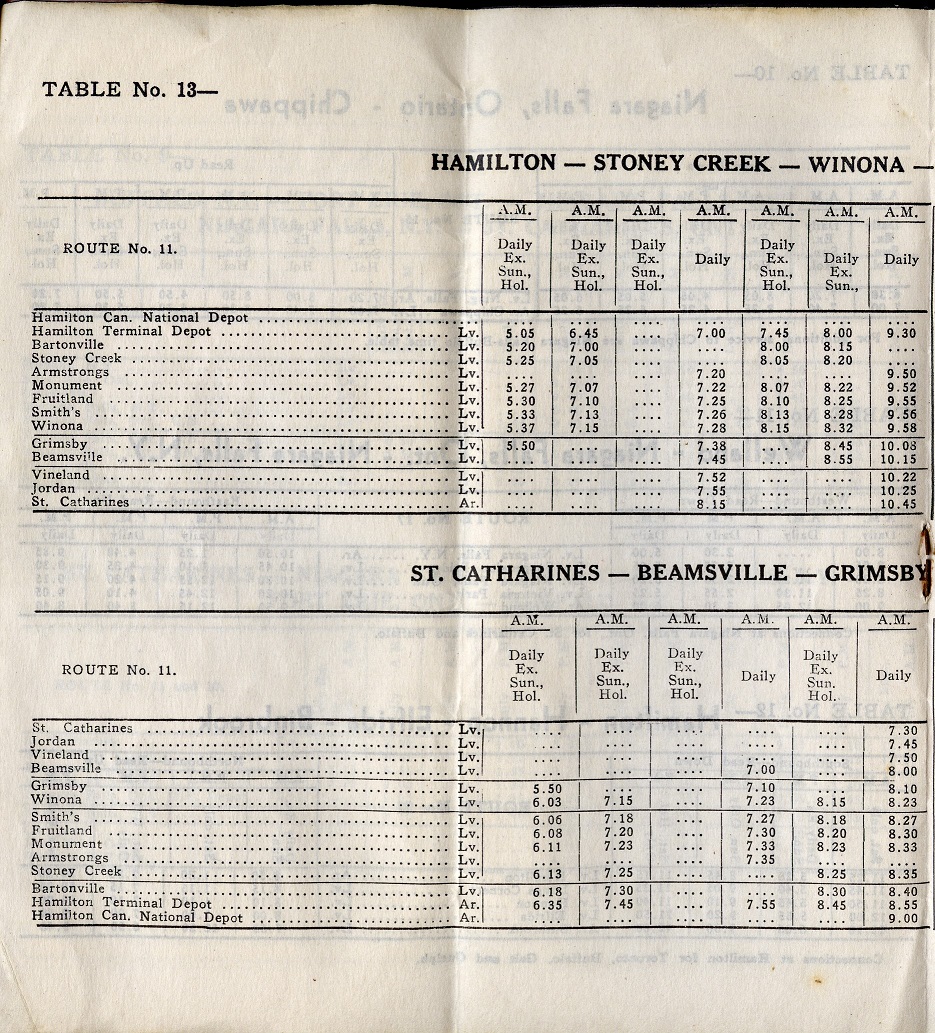 TABLE No. 13—
HAMILTON — STONEY CREEK — WINONA —
A.M. A.M. A.M. A.M. A.M. A.M. A.M.
ROUTE No. 11. Daily Ex. Sun., Hol. Daily Ex. Sun., Hol. Daily Ex. Sun., Hol. Daily Daily Ex. Sun., Hol. Daily Ex. Sun., Daily
Hamilton Can. National Depot .... .... .... .... .... .... ....
Hamilton Terminal Depot Lv. 5.05 6.45 .... 7.00 7.45 8.00 9.30
Bartonville Lv. 5.20 7.00 .... .... 8.00 8.15 ....
Stoney Creek Lv. 5.25 7.05 .... .... 8.05 8.20
Armstrongs Lv. .... .... .... 7.20 .... .... 9.50
Monument Lv. 5.27 7.07 .... 7.22 8.07 8.22 9.52
Fruitland Lv. 5.30 7.10 .... 7.25 8.10 8.25 9.55
Smith's Lv. 5.33 7.13 .... 7.26 8.13 8.28 9.56
Winona Lv. 5.37 7.15 .... 7.28 8.15 8.32 9.58
Grimsby Lv. 5.50 .... .... 7.38 .... 8.45 10.08
Beamsville Lv. .... .... .... 7.45 .... 8.55 10.15
Vineland Lv. .... .... .... 7.52 .... .... 10.22
Jordan Lv. .... .... .... 7.55 .... .... 10.25
St. Catharines Ar. .... .... .... 8.15 .... .... 10.45
ST. CATHARINES — BEAMSVILLE — GRIMSBY
A.M. A.M. A.M. A.M. A.M. A.M.
ROUTE No. 11. Daily Ex. Sun., Hol. Daily Ex. Sun., Hol. Daily Ex. Sun., Hol. Daily Daily Ex. Sun. Hol. Daily
St. Catharines Lv. .... .... .... .... .... 7.30
Jordan Lv. .... .... .... .... .... 7.45
Vineland Lv. .... .... .... .... .... 7.50
Beamsville Lv. .... .... .... 7.00 .... 8.00
Grimsby Lv. 5.50 .... .... 7.10 .... 8.10
Winona Lv. 6.03 7.15 .... 7.23 8.15 8.23
Smith's Lv. 6.06 7.18 .... 7.27 8.18 8.27
Fruitland Lv. 6.08 7.20 .... 7.30 8.20 8.30
Monument Lv. 6.11 7.23 .... 7.33 8.23 8.33
Armstrongs Lv. .... .... .... 7.35 .... ....
Stoney Creek Lv. 6.13 7.25 .... .... 8.25 8.35
Bartonville Lv. 6.18 7.30 .... .... 8.30 8.40
Hamilton Terminal Depot Ar. 6.35 7.45 .... 7.55 8.45 8.55
Hamilton Can. National Depot Ar. .... .... .... .... .... 9.00